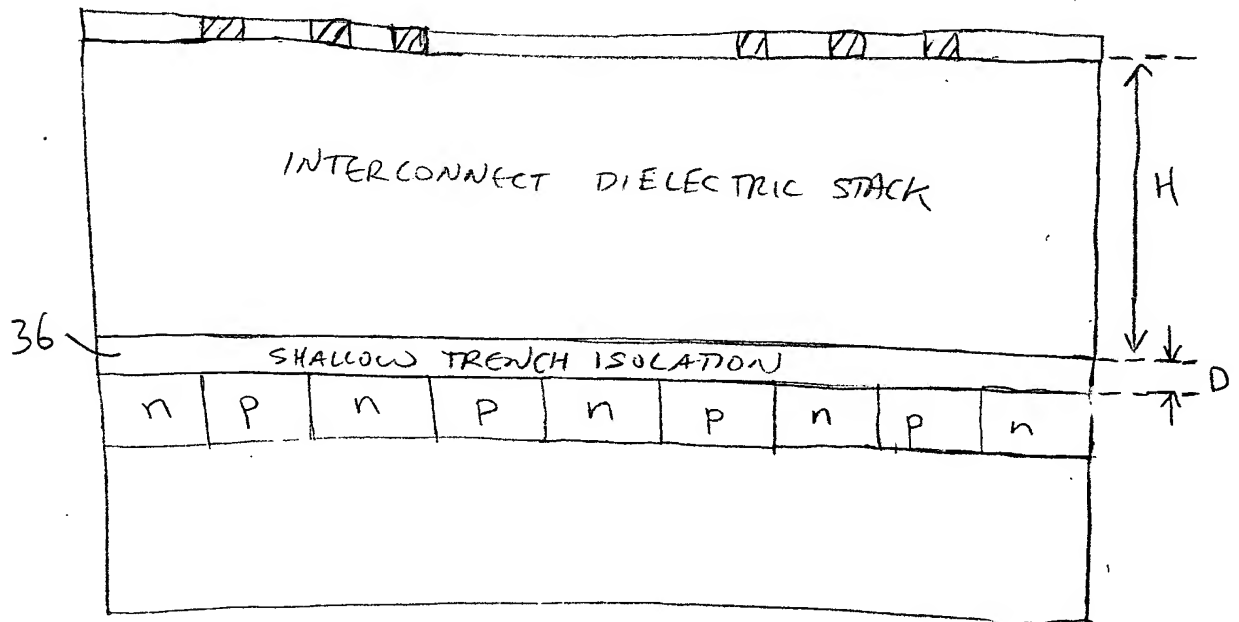 INTERCONNECT DIELECTRIC STACK
H
36
SHALLOW TRENCH ISOLATION
D
n p n p n p n p n